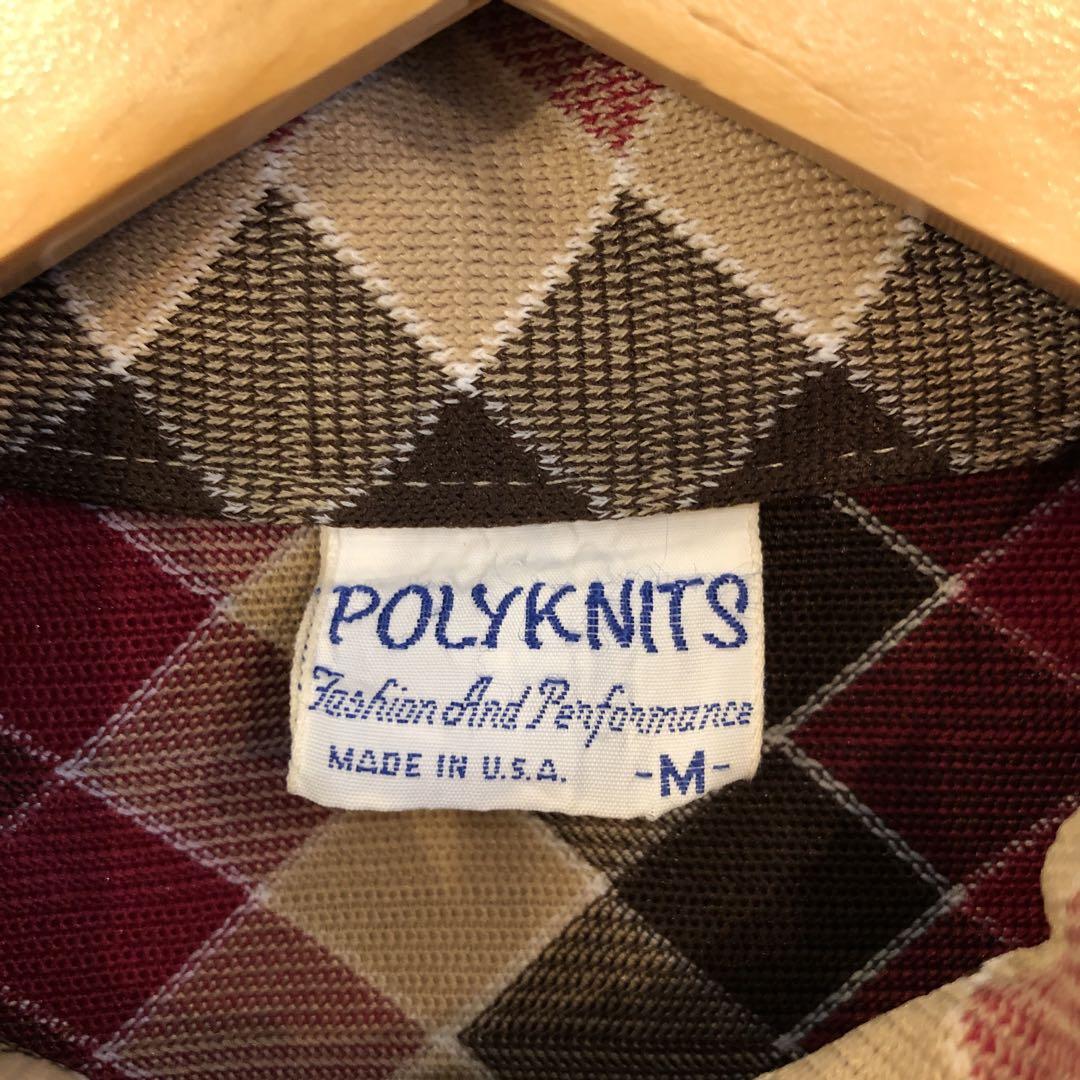 POLYKNITS
Fashion And Performance
MADE IN U.S.A. -M-